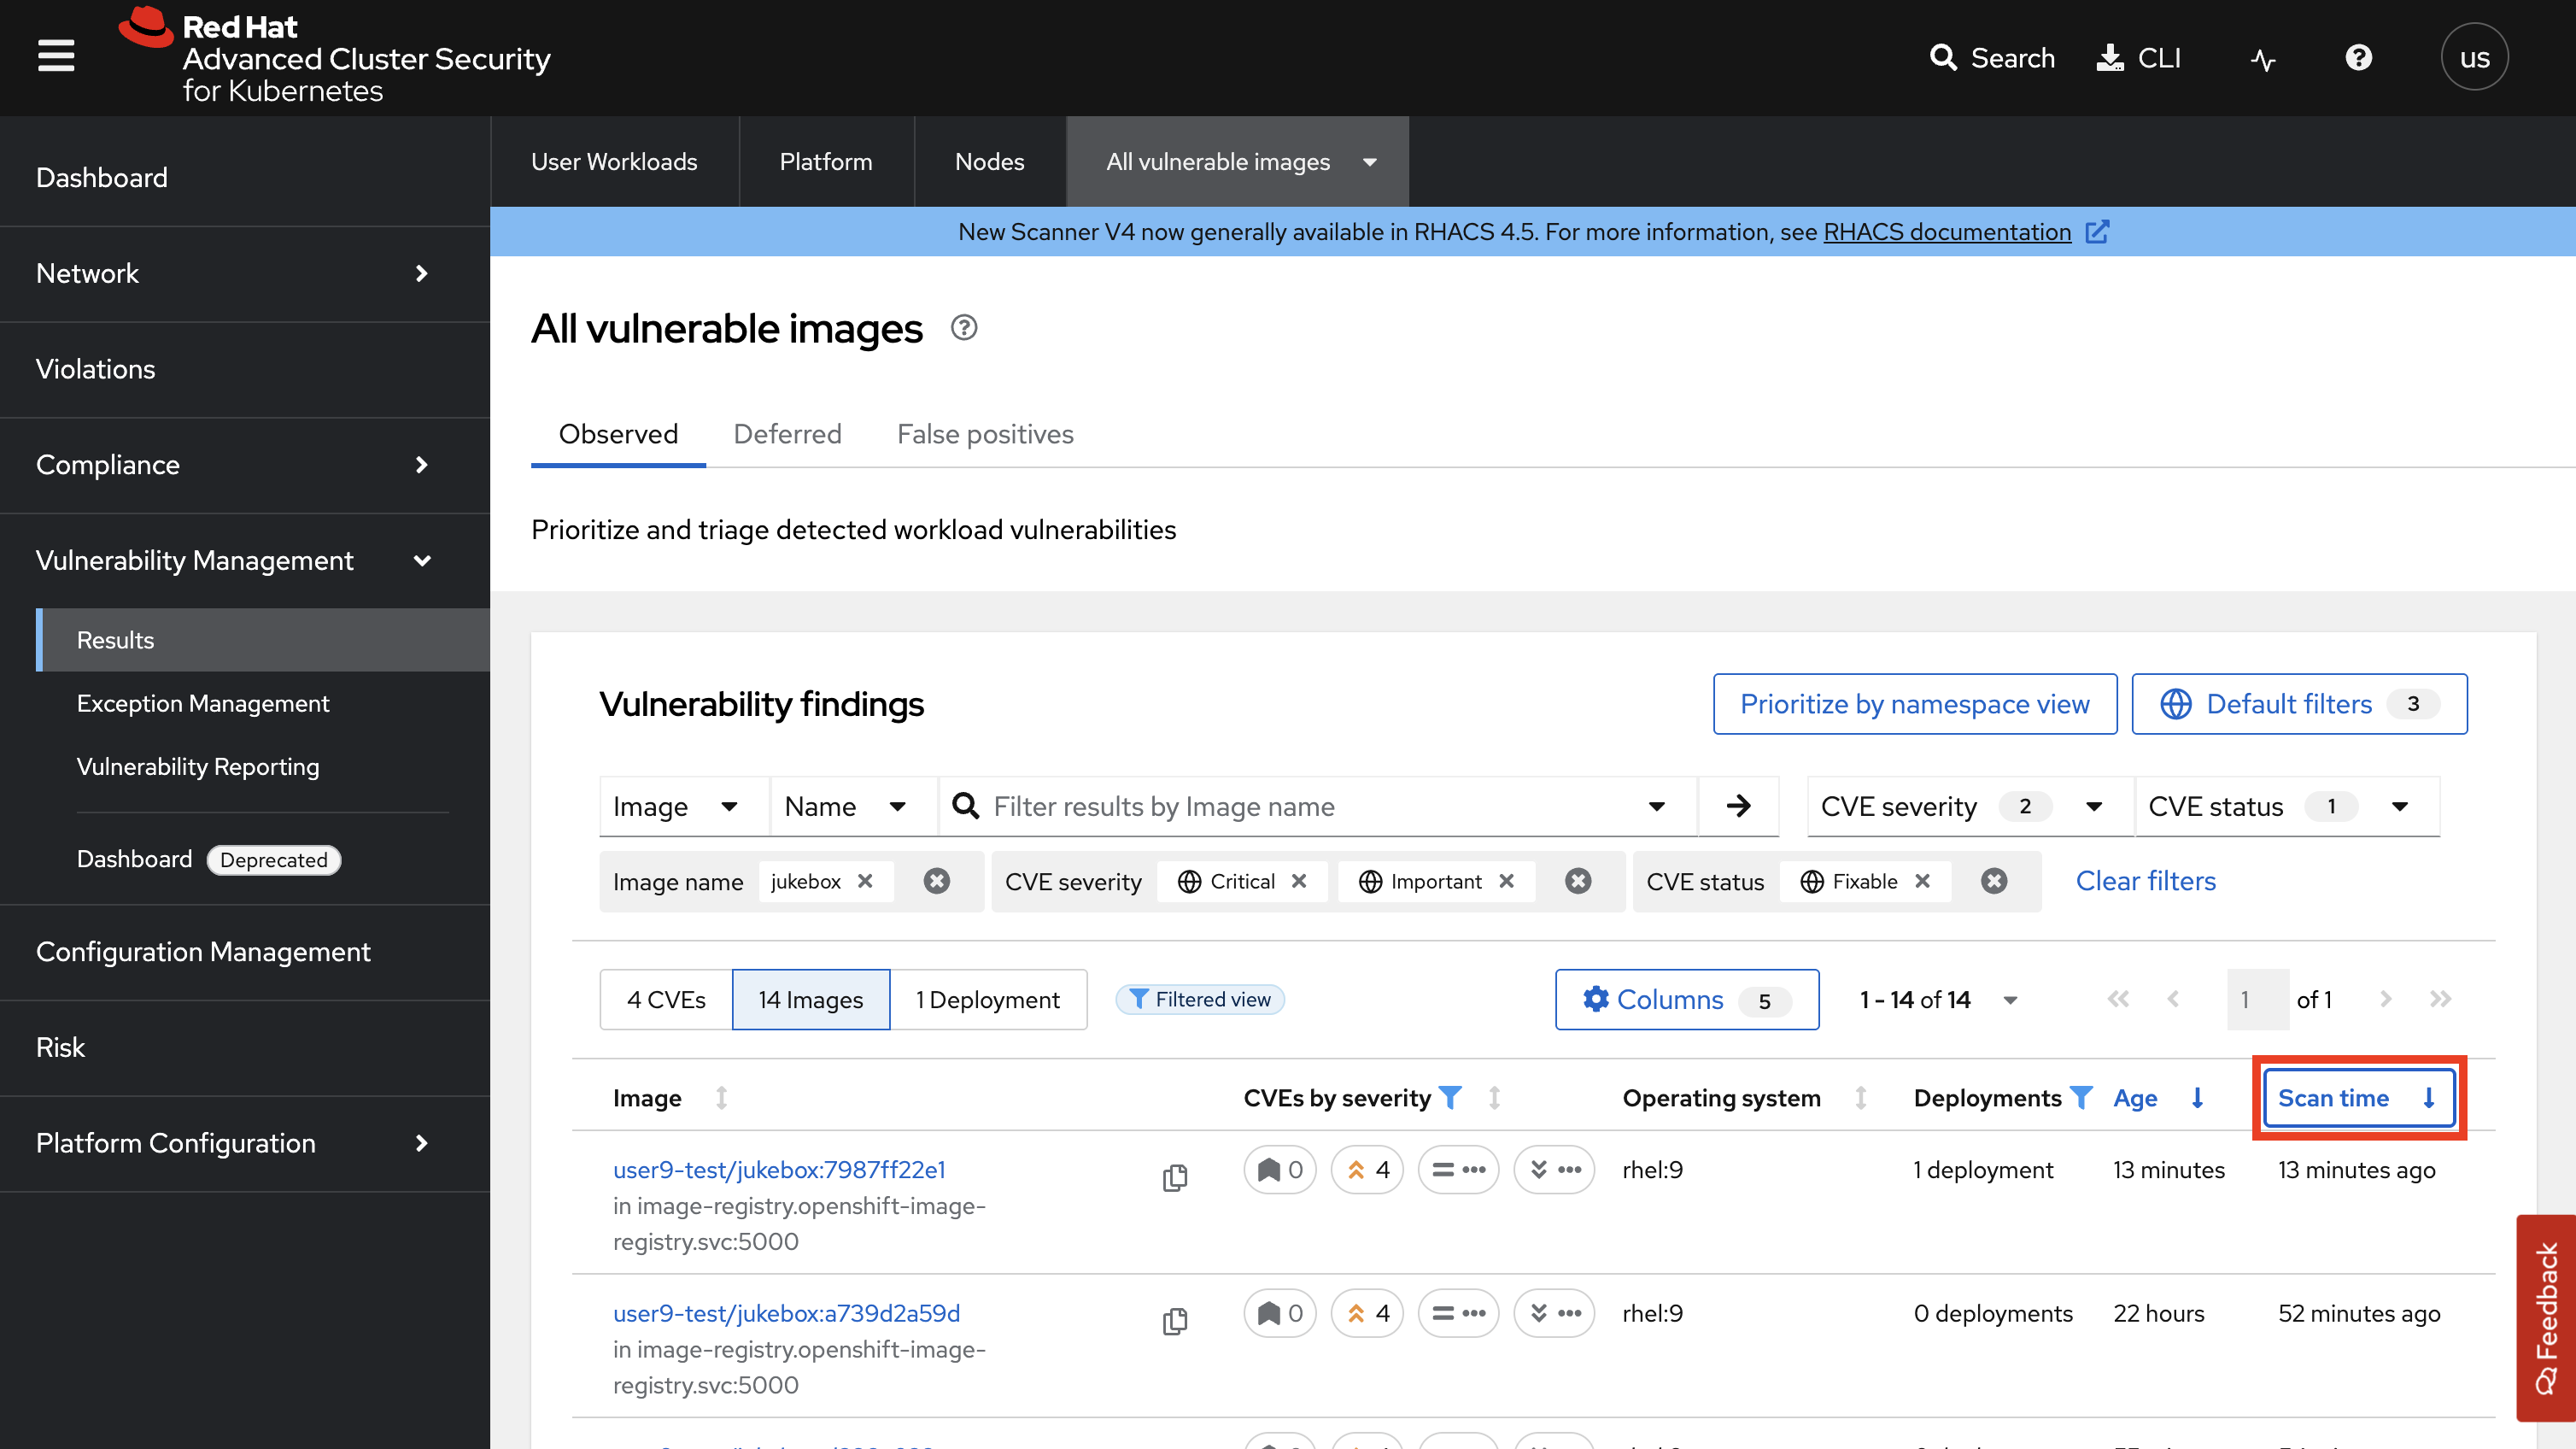 Red Hat
Advanced Cluster Security
for Kubernetes
Search
CLI
us
Dashboard
Network
Violations
Compliance
Vulnerability Management
Results
Exception Management
Vulnerability Reporting
Dashboard Deprecated
Configuration Management
Risk
Platform Configuration
User Workloads
Platform
Nodes
All vulnerable images
New Scanner V4 now generally available in RHACS 4.5. For more information, see RHACS documentation
All vulnerable images
Observed
Deferred
False positives
Prioritize and triage detected workload vulnerabilities
Vulnerability findings
Prioritize by namespace view
Default filters 3
Image
Name
Filter results by Image name
CVE severity 2
CVE status 1
Image name jukebox
CVE severity Critical Important
CVE status Fixable
Clear filters
4 CVEs
14 Images
1 Deployment
Filtered view
Columns 5
1 - 14 of 14
1 of 1
Image
CVEs by severity
Operating system
Deployments
Age
Scan time
user9-test/jukebox:7987ff22e1
in image-registry.openshift-image-
registry.svc:5000
0 4
rhel:9
1 deployment
13 minutes
13 minutes ago
user9-test/jukebox:a739d2a59d
in image-registry.openshift-image-
registry.svc:5000
0 4
rhel:9
0 deployments
22 hours
52 minutes ago
Feedback